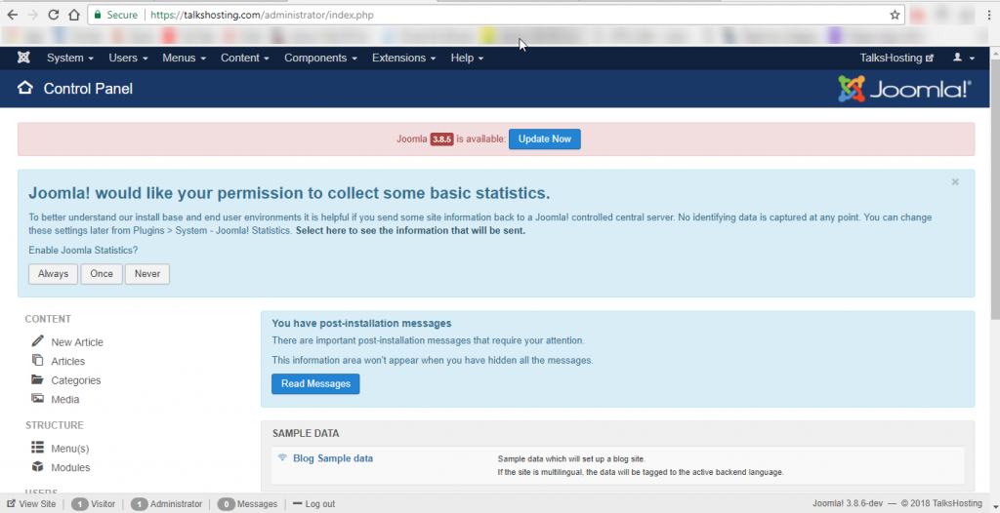 Secure https://talkshosting.com/administrator/index.php
System Users Menus Content Components Extensions Help TalksHosting
Control Panel Joomla!®
Joomla 3.8.5 is available: Update Now
Joomla! would like your permission to collect some basic statistics. ×
To better understand our install base and end user environments it is helpful if you send some site information back to a Joomla! controlled central server. No identifying data is captured at any point. You can change
these settings later from Plugins > System - Joomla! Statistics. Select here to see the information that will be sent.
Enable Joomla Statistics?
Always Once Never
CONTENT
New Article
Articles
Categories
Media
STRUCTURE
Menu(s)
Modules
USERS
You have post-installation messages
There are important post-installation messages that require your attention.
This information area won't appear when you have hidden all the messages.
Read Messages
SAMPLE DATA
Blog Sample data
Sample data which will set up a blog site.
If the site is multilingual, the data will be tagged to the active backend language.
View Site 1 Visitor 1 Administrator 0 Messages Log out Joomla! 3.8.6-dev — © 2018 TalksHosting